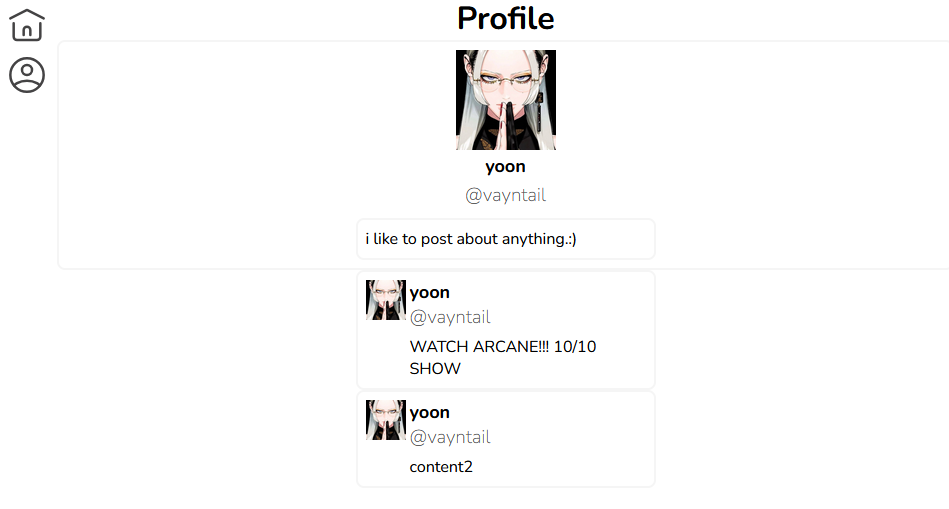 Profile
yoon
@vayntail
i like to post about anything.:)
yoon
@vayntail
WATCH ARCANE!!! 10/10
SHOW
yoon
@vayntail
content2